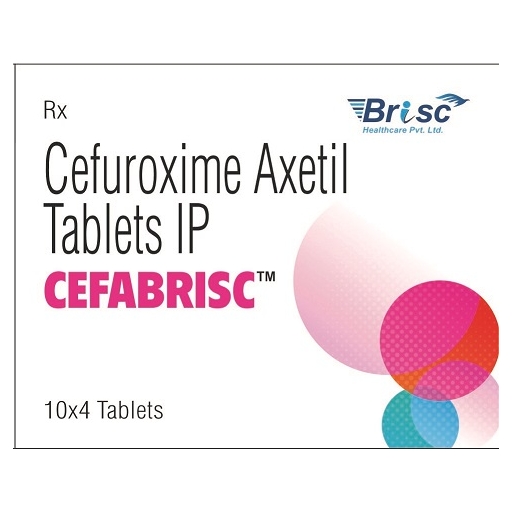 Rx
Brisc
Healthcare Pvt. Ltd.
Cefuroxime Axetil
Tablets IP
CEFABRISC™
10x4 Tablets